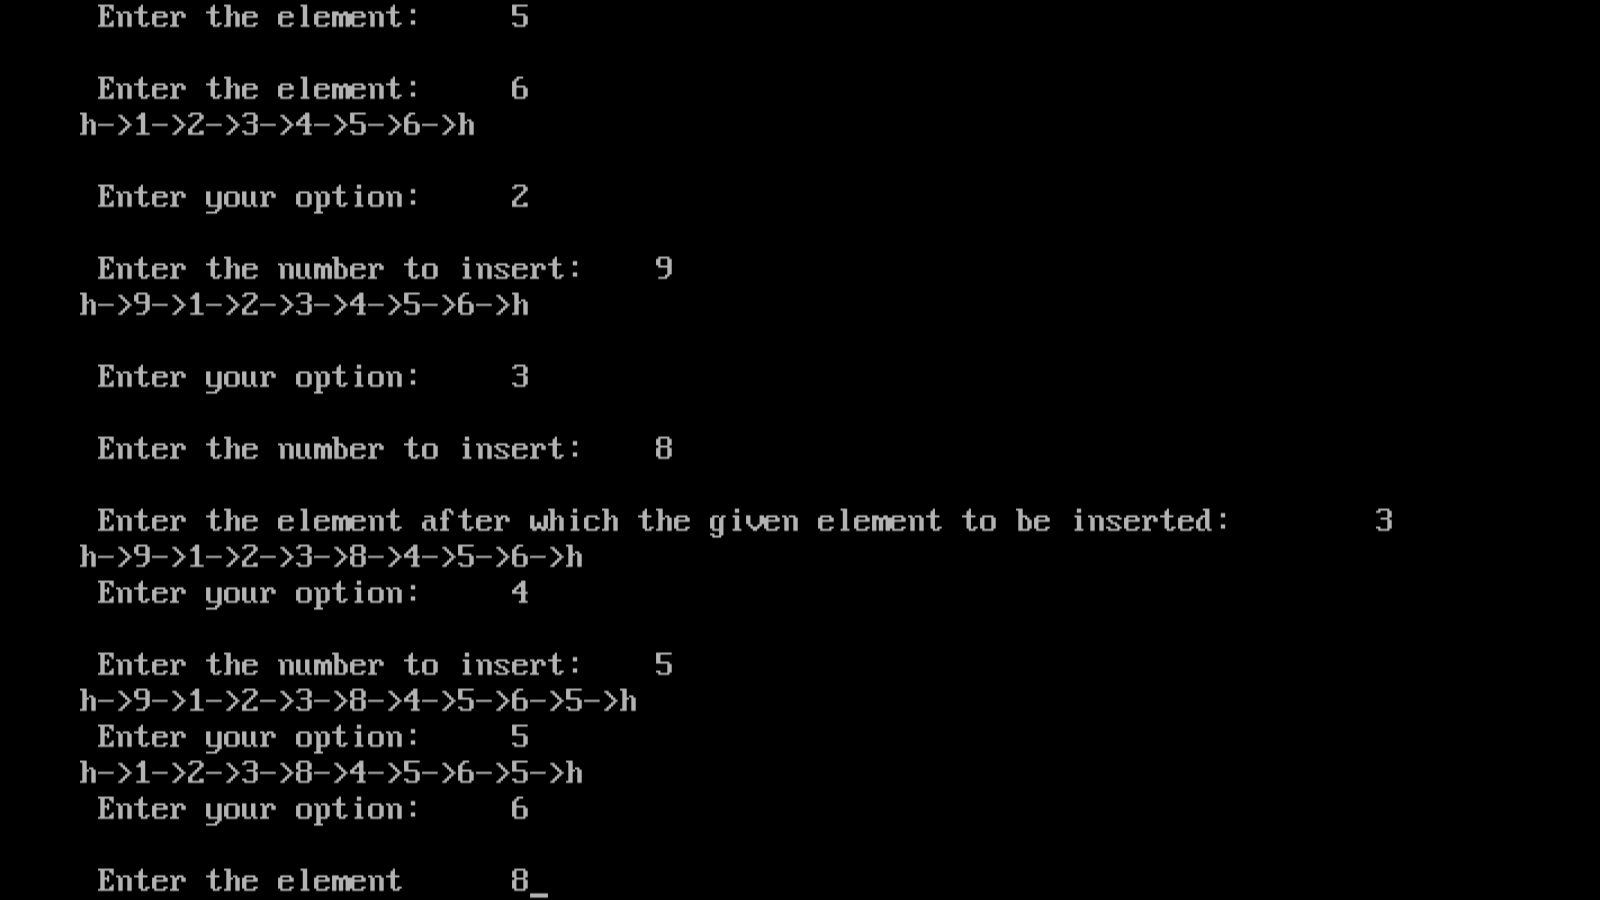 Enter the element: 5
Enter the element: 6
h->1->2->3->4->5->6->h
Enter your option: 2
Enter the number to insert: 9
h->9->1->2->3->4->5->6->h
Enter your option: 3
Enter the number to insert: 8
Enter the element after which the given element to be inserted: 3
h->9->1->2->3->8->4->5->6->h
Enter your option: 4
Enter the number to insert: 5
h->9->1->2->3->8->4->5->6->5->h
Enter your option: 5
h->1->2->3->8->4->5->6->5->h
Enter your option: 6
Enter the element 8_